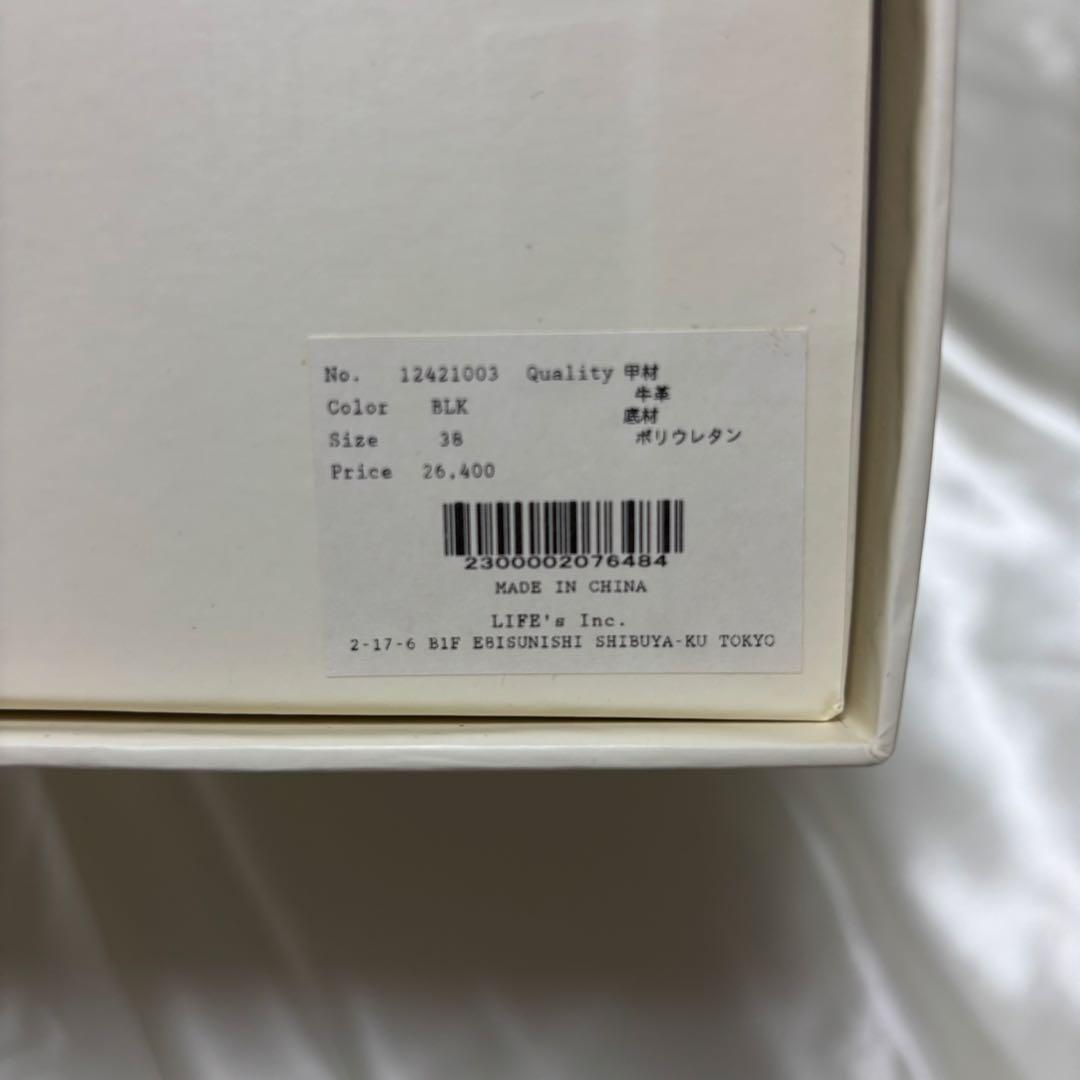 No. 12421003 Quality 甲材
Color BLK 牛革
底材
Size 38 ポリウレタン
Price 26,400
2300002076484
MADE IN CHINA
LIFE's Inc.
2-17-6 B1F EBISUNISHI SHIBUYA-KU TOKYO